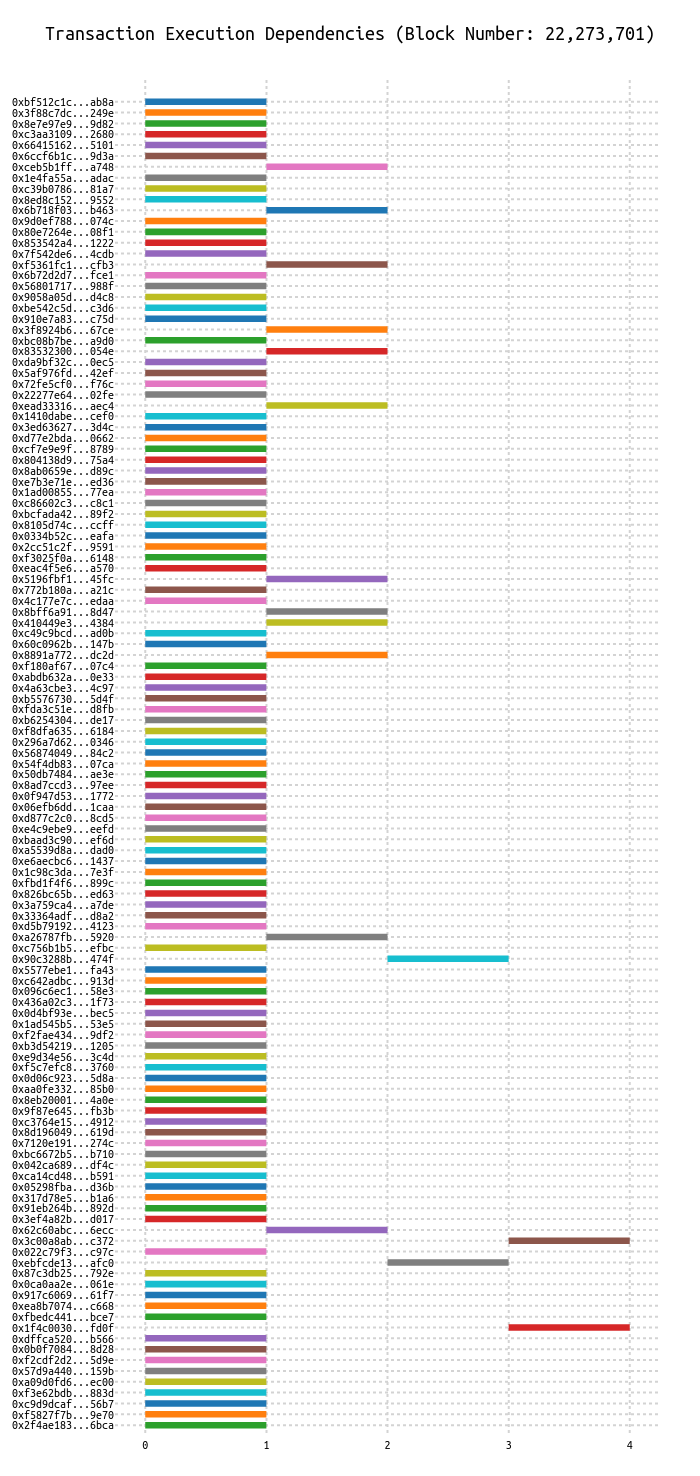 Transaction Execution Dependencies (Block Number: 22,273,701)
0xbf512c1c...ab8a
0x3f88c7dc...249e
0x8e7e97e9...9d82
0xc3aa3109...2680
0x66415162...5101
0x6ccf6b1c...9d3a
0xceb5b1ff...a748
0x1e4fa55a...adac
0xc39b0786...81a7
0x8ed8c152...9552
0x6b718f03...b463
0x9d0ef788...074c
0x80e7264e...08f1
0x853542a4...1222
0x7f542de6...4cdb
0xf5361fc1...cfb3
0x6b72d2d7...fce1
0x56801717...988f
0x9058a05d...d4c8
0xbe542c5d...c3d6
0x910e7a83...c75d
0x3f8924b6...67ce
0xbc08b7be...a9d0
0x83532300...054e
0xda9bf32c...0ec5
0x5af976fd...42ef
0x72fe5cf0...f76c
0x22277e64...02fe
0xead33316...aec4
0x1410dabe...cef0
0x3ed63627...3d4c
0xd77e2bda...0662
0xcf7e9e9f...8789
0x804138d9...75a4
0x8ab0659e...d89c
0xe7b3e71e...ed36
0x1ad00855...77ea
0xc86602c3...c8c1
0xbcfada42...89f2
0x8105d74c...ccff
0x0334b52c...eafa
0x2cc51c2f...9591
0xf3025f0a...6148
0xeac4f5e6...a570
0x5196fbf1...45fc
0x772b180a...a21c
0x4c177e7c...edaa
0x8bff6a91...8d47
0x410449e3...4384
0xc49c9bcd...ad0b
0x60c0962b...147b
0x8891a772...dc2d
0xf180af67...07c4
0xabdb632a...0e33
0x4a63cbe3...4c97
0xb5576730...5d4f
0xfda3c51e...d8fb
0xb6254304...de17
0xf8dfa635...6184
0x296a7d62...0346
0x56874049...84c2
0x54f4db83...07ca
0x50db7484...ae3e
0x8ad7ccd3...97ee
0x0f947d53...1772
0x06efb6dd...1caa
0xd877c2c0...8cd5
0xe4c9ebe9...eefd
0xbaad3c90...ef6d
0xa5539d8a...dad0
0xe6aecbc6...1437
0x1c98c3da...7e3f
0xfbd1f4f6...899c
0x826bc65b...ed63
0x3a759ca4...a7de
0x33364adf...d8a2
0xd5b79192...4123
0xa26787fb...5920
0xc756b1b5...efbc
0x90c3288b...474f
0x5577ebe1...fa43
0xc642adbc...913d
0x096c6ec1...58e3
0x436a02c3...1f73
0x0d4bf93e...bec5
0x1ad545b5...53e5
0xf2fae434...9df2
0xb3d54219...1205
0xe9d34e56...3c4d
0xf5c7efc8...3760
0x0d06c923...5d8a
0xaa0fe332...85b0
0x8eb20001...4a0e
0x9f87e645...fb3b
0xc3764e15...4912
0x8d196049...619d
0x7120e191...274c
0xbc6672b5...b710
0x042ca689...df4c
0xca14cd48...b591
0x05298fba...d36b
0x317d78e5...b1a6
0x91eb264b...892d
0x3ef4a82b...d017
0x62c60abc...6ecc
0x3c00a8ab...c372
0x022c79f3...c97c
0xebfcde13...afc0
0x87c3db25...792e
0x0ca0aa2e...061e
0x917c6069...61f7
0xea8b7074...c668
0xfbedc441...bce7
0x1f4c0030...fd0f
0xdffca520...b566
0x0b0f7084...8d28
0xf2cdf2d2...5d9e
0x57d9a440...159b
0xa09d0fd6...ec00
0xf3e62bdb...883d
0xc9d9dcaf...56b7
0xf5827f7b...9e70
0x2f4ae183...6bca
0 1 2 3 4